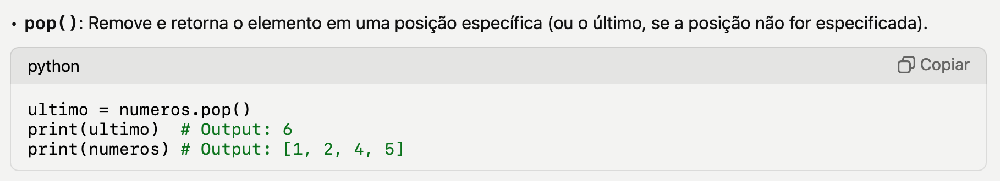 • pop(): Remove e retorna o elemento em uma posição específica (ou o último, se a posição não for especificada).
python
Copiar
ultimo = numeros.pop()
print(ultimo)  # Output: 6
print(numeros) # Output: [1, 2, 4, 5]